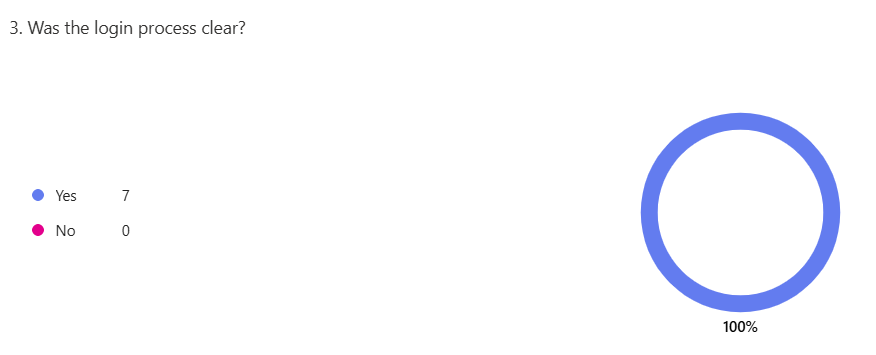 3. Was the login process clear?
Yes 7
No 0
100%